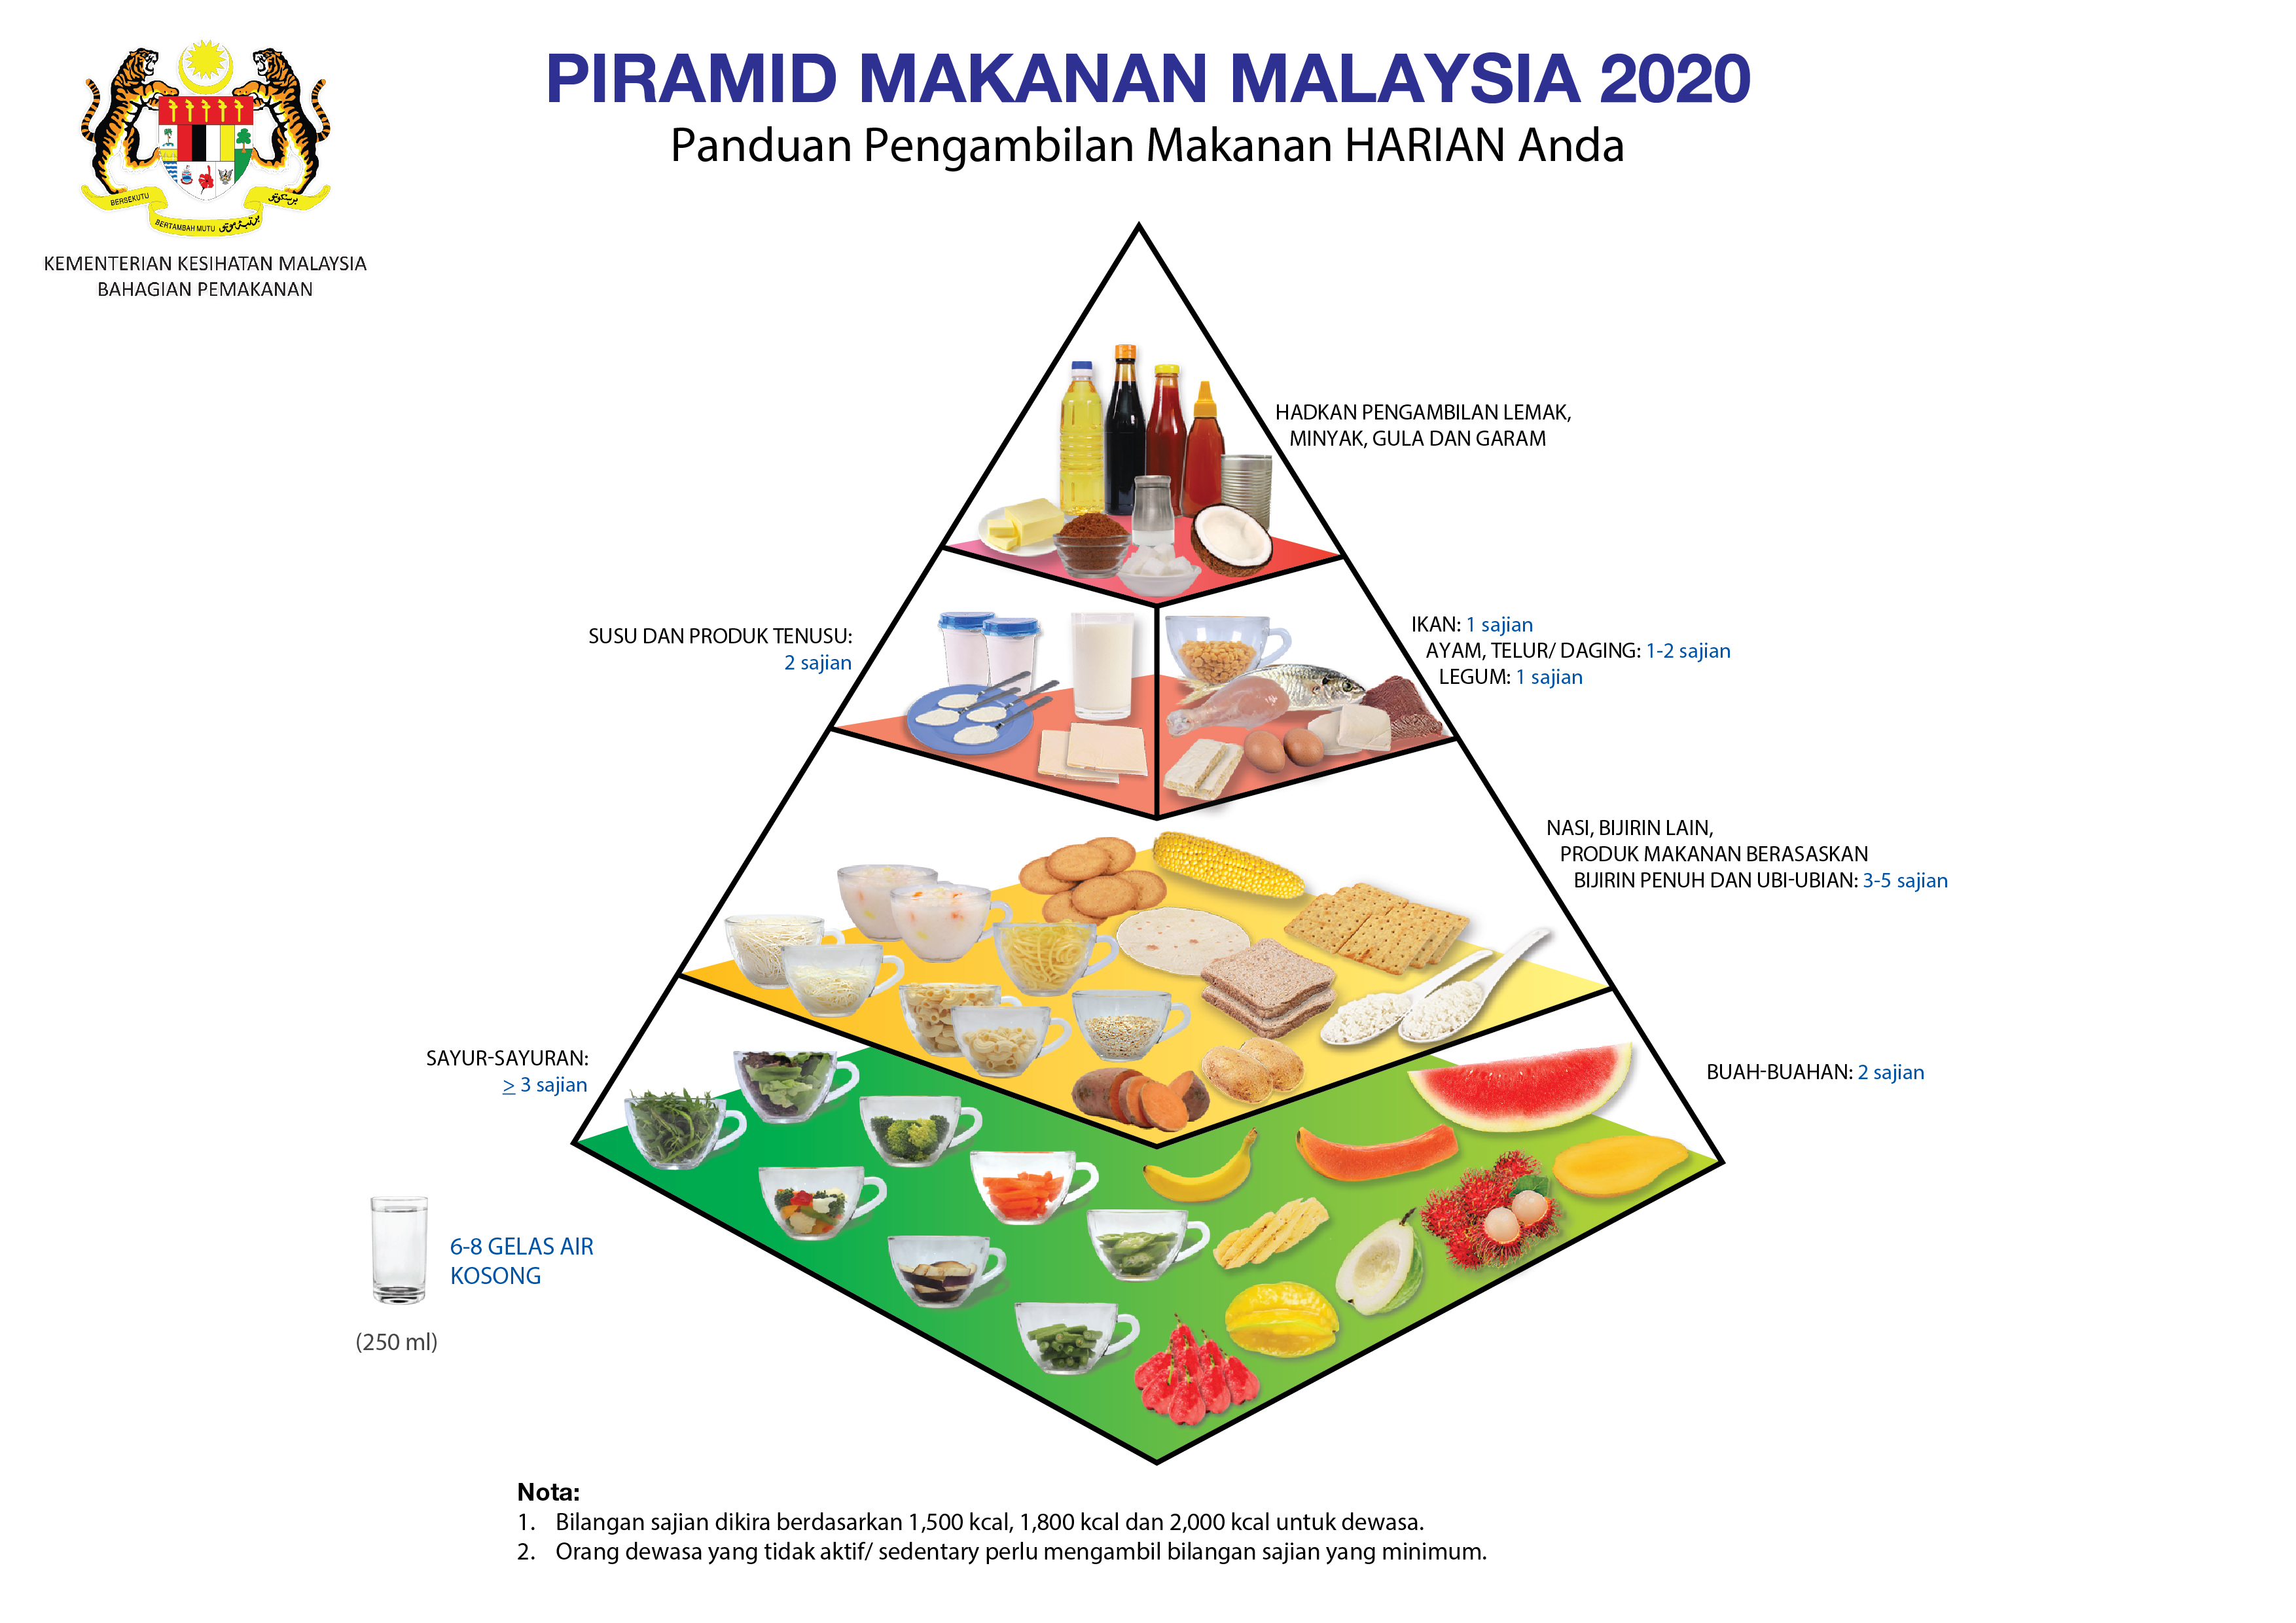 PIRAMID MAKANAN MALAYSIA 2020
Panduan Pengambilan Makanan HARIAN Anda
BERSEKUTU
برسكوتو
BERTAMBAH MUTU
برتمبه موتو
KEMENTERIAN KESIHATAN MALAYSIA
BAHAGIAN PEMAKANAN
HADKAN PENGAMBILAN LEMAK,
MINYAK, GULA DAN GARAM
SUSU DAN PRODUK TENUSU:
2 sajian
IKAN: 1 sajian
AYAM, TELUR/ DAGING: 1-2 sajian
LEGUM: 1 sajian
NASI, BIJIRIN LAIN,
PRODUK MAKANAN BERASASKAN
BIJIRIN PENUH DAN UBI-UBIAN: 3-5 sajian
SAYUR-SAYURAN:
≥ 3 sajian
BUAH-BUAHAN: 2 sajian
6-8 GELAS AIR
KOSONG
(250 ml)
Nota:
1. Bilangan sajian dikira berdasarkan 1,500 kcal, 1,800 kcal dan 2,000 kcal untuk dewasa.
2. Orang dewasa yang tidak aktif/ sedentary perlu mengambil bilangan sajian yang minimum.